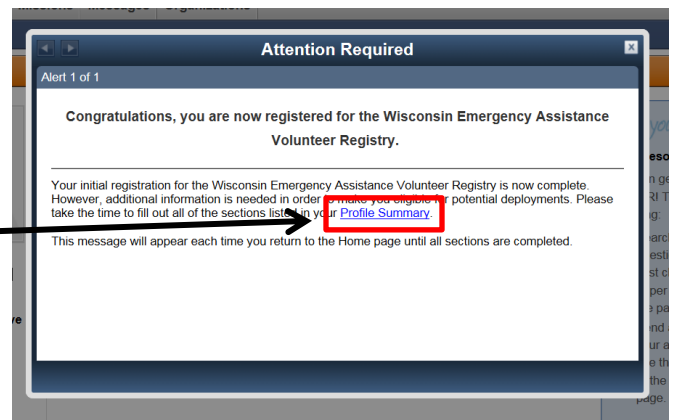 Missions Messages Organizations
Attention Required
x
Alert 1 of 1
Congratulations, you are now registered for the Wisconsin Emergency Assistance
Volunteer Registry.
Your initial registration for the Wisconsin Emergency Assistance Volunteer Registry is now complete.
However, additional information is needed in order to make you eligible for potential deployments. Please
take the time to fill out all of the sections listed in your Profile Summary.
This message will appear each time you return to the Home page until all sections are completed.
the
page.